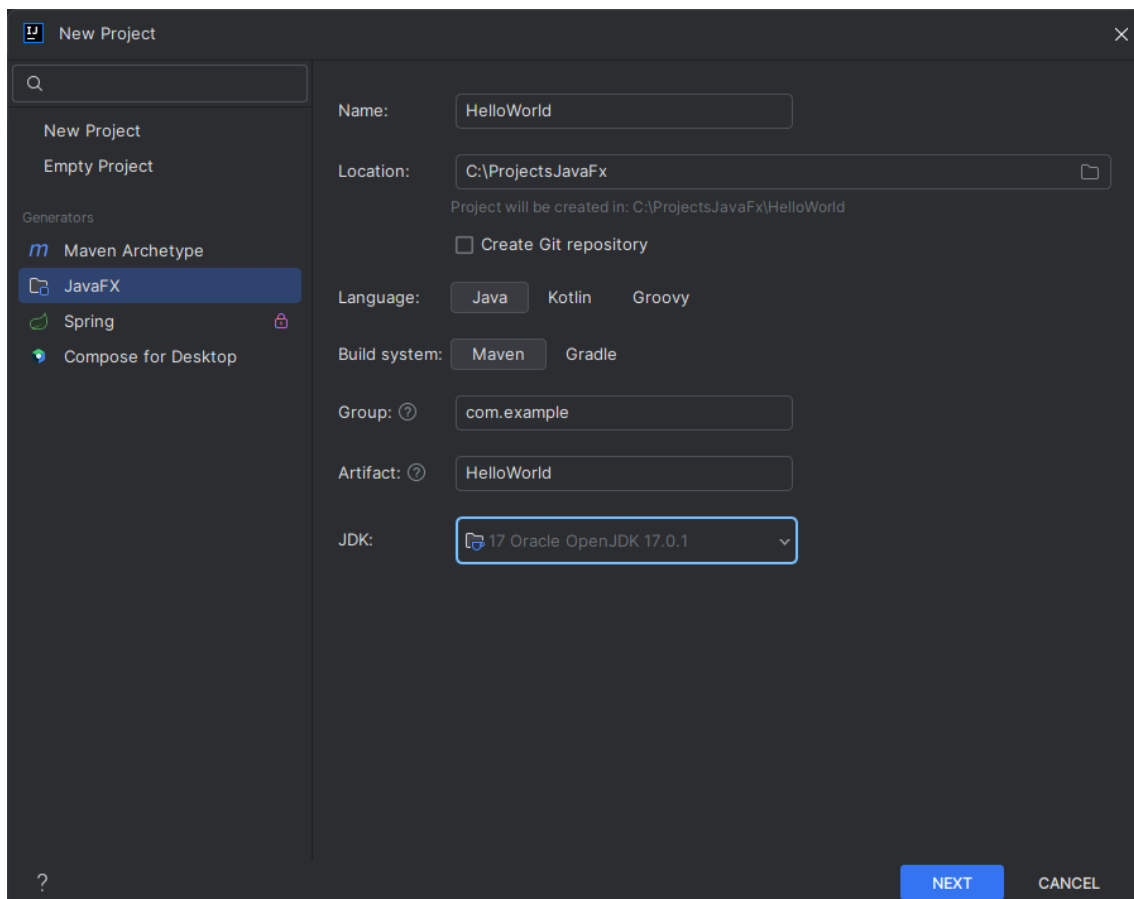 New Project
New Project
Empty Project
Generators
Maven Archetype
JavaFX
Spring
Compose for Desktop
Name: HelloWorld
Location: C:\ProjectsJavaFx
Project will be created in: C:\ProjectsJavaFx\HelloWorld
Create Git repository
Language: Java Kotlin Groovy
Build system: Maven Gradle
Group: ? com.example
Artifact: ? HelloWorld
JDK: 17 Oracle OpenJDK 17.0.1
? NEXT CANCEL